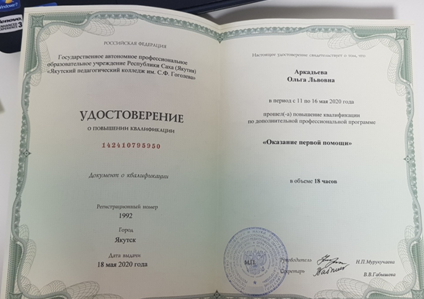 РОССИЙСКАЯ ФЕДЕРАЦИЯ
Государственное автономное профессиональное
образовательное учреждение Республики Саха (Якутия)
«Якутский педагогический колледж им. С.Ф. Гоголева»
УДОСТОВЕРЕНИЕ
О ПОВЫШЕНИИ КВАЛИФИКАЦИИ
142410795950
Документ о квалификации
Регистрационный номер
1992
Город
Якутск
Дата выдачи
18 мая 2020 года
Настоящее удостоверение свидетельствует о том, что
Аркадьева
Ольга Львовна
в период с 11 по 16 мая 2020 года
прошёл(-а) повышение квалификации
по дополнительной профессиональной программе
«Оказание первой помощи»
в объеме 18 часов
М.П.
Руководитель
Н.П.
Секретарь
В.В.Габышева